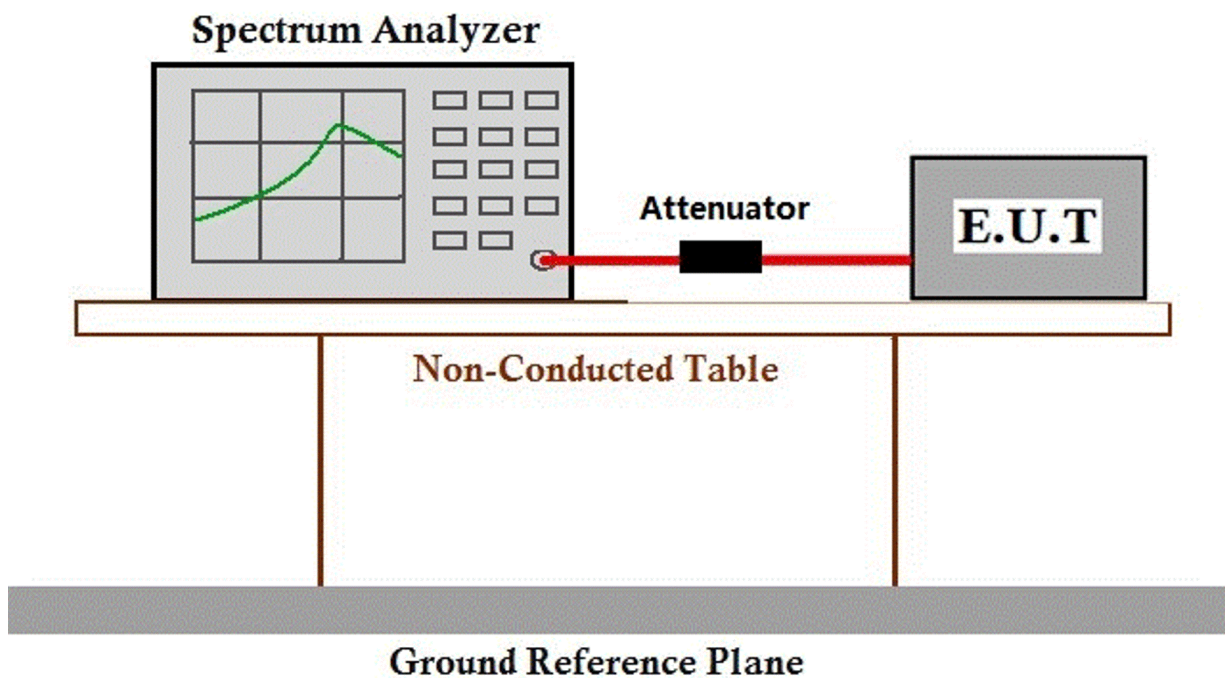 Spectrum Analyzer
Attenuator
E.U.T
Non-Conducted Table
Ground Reference Plane